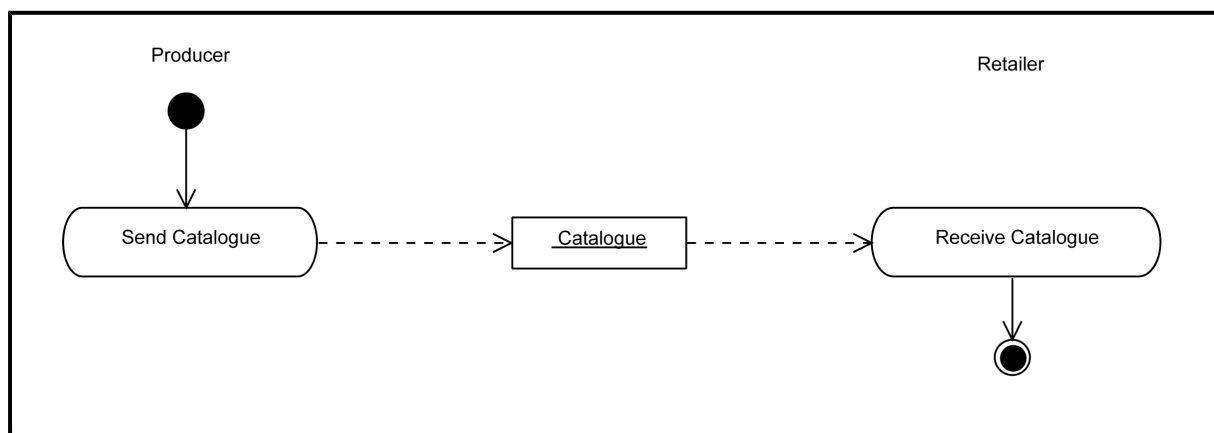 Producer
Retailer
Send Catalogue
Catalogue
Receive Catalogue